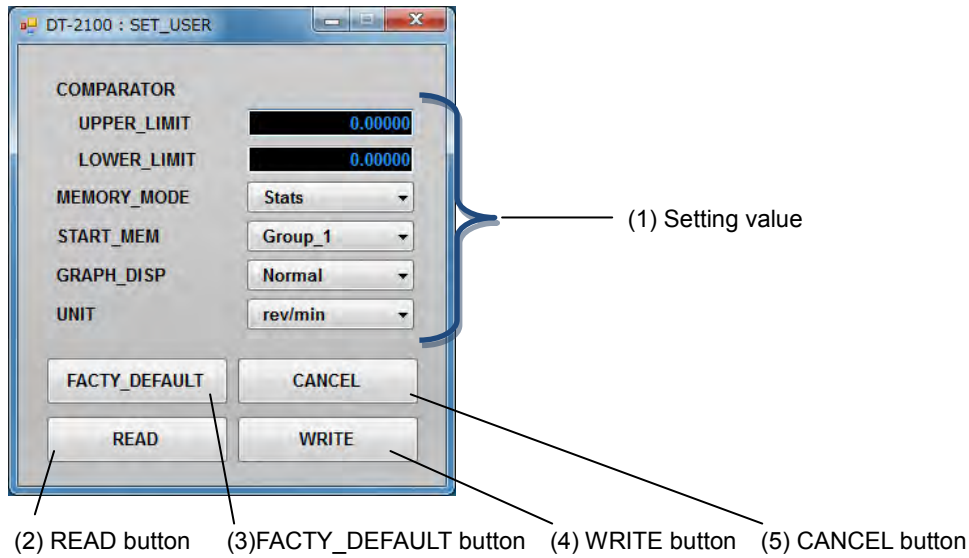 DT-2100 : SET_USER
COMPARATOR
UPPER_LIMIT 0.00000
LOWER_LIMIT 0.00000
MEMORY_MODE Stats
START_MEM Group_1
GRAPH_DISP Normal
UNIT rev/min
(1) Setting value
FACTY_DEFAULT CANCEL
READ WRITE
(2) READ button (3)FACTY_DEFAULT button (4) WRITE button (5) CANCEL button